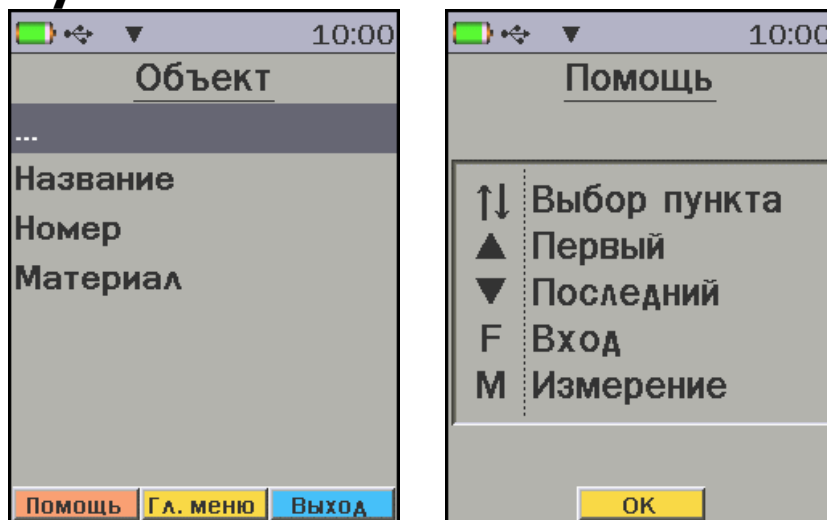 10:00
Объект
...
Название
Номер
Материал
Помощь
Гл. меню
Выход
10:00
Помощь
↑↓ Выбор пункта
▲ Первый
▼ Последний
F Вход
M Измерение
OK